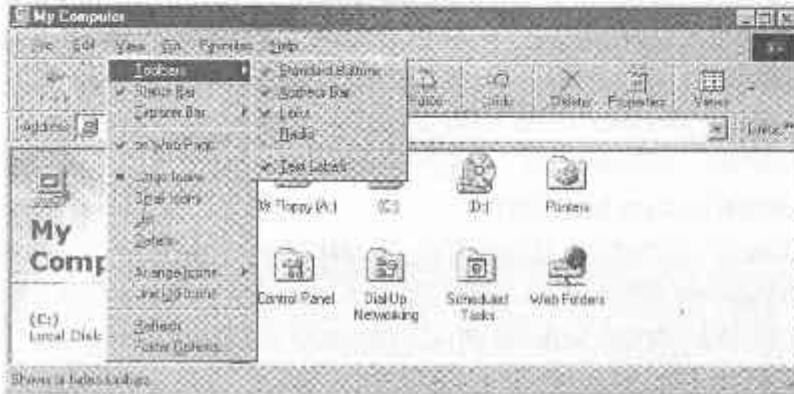 My Computer
File Edit View Go Favorites Help
Toolbars
Status Bar
Explorer Bar
as Web Page
Large Icons
Small Icons
List
Details
Arrange Icons
Line Up Icons
Refresh
Folder Options...
Standard Buttons
Address Bar
Links
Radio
Text Labels
Undo Delete Properties Views
Address
Links
My
Comp
(C:)
Local Disk
Floppy (A:) (C:) (D:) Printers
Control Panel Dial-Up Networking Scheduled Tasks Web Folders
Shows or hides toolbars.